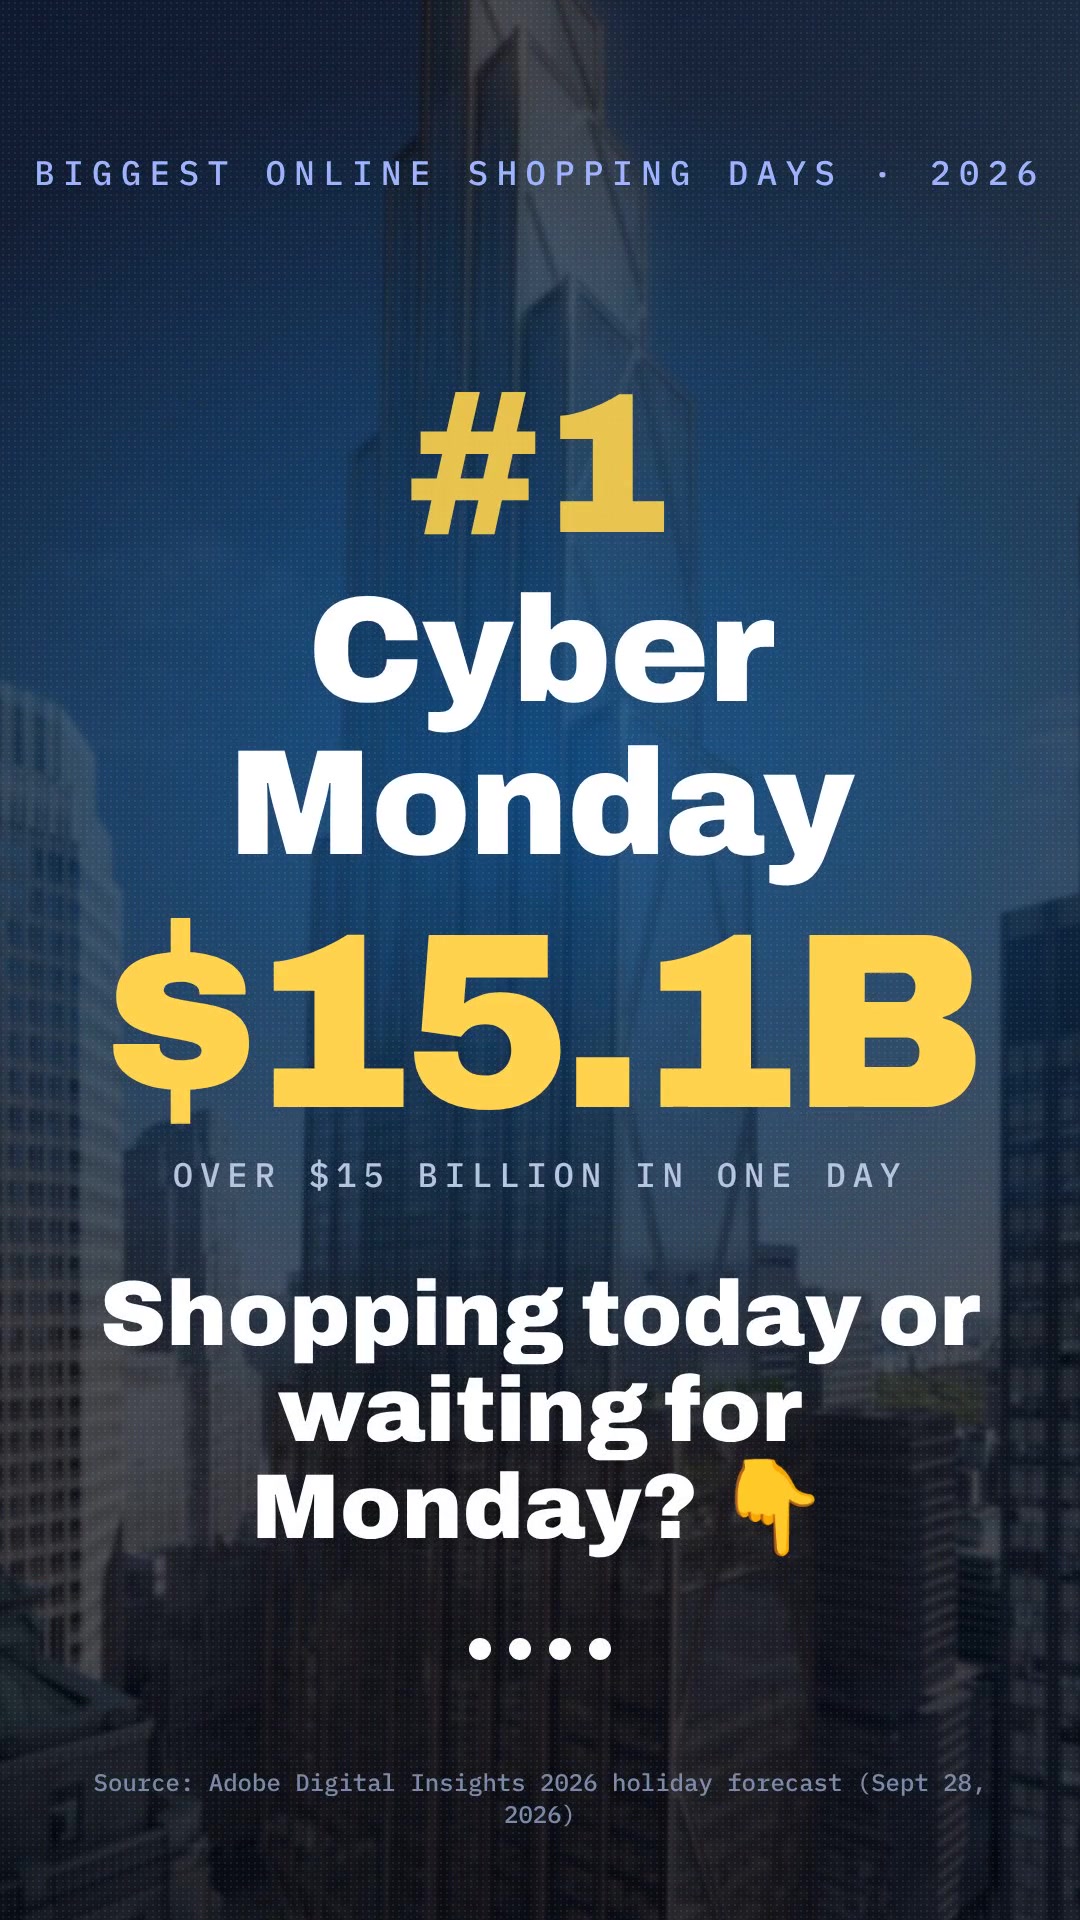 BIGGEST ONLINE SHOPPING DAYS · 2026
#1
Cyber
Monday
$15.1B
OVER $15 BILLION IN ONE DAY
Shopping today or
waiting for
Monday? 👇
Source: Adobe Digital Insights 2026 holiday forecast (Sept 28,
2026)